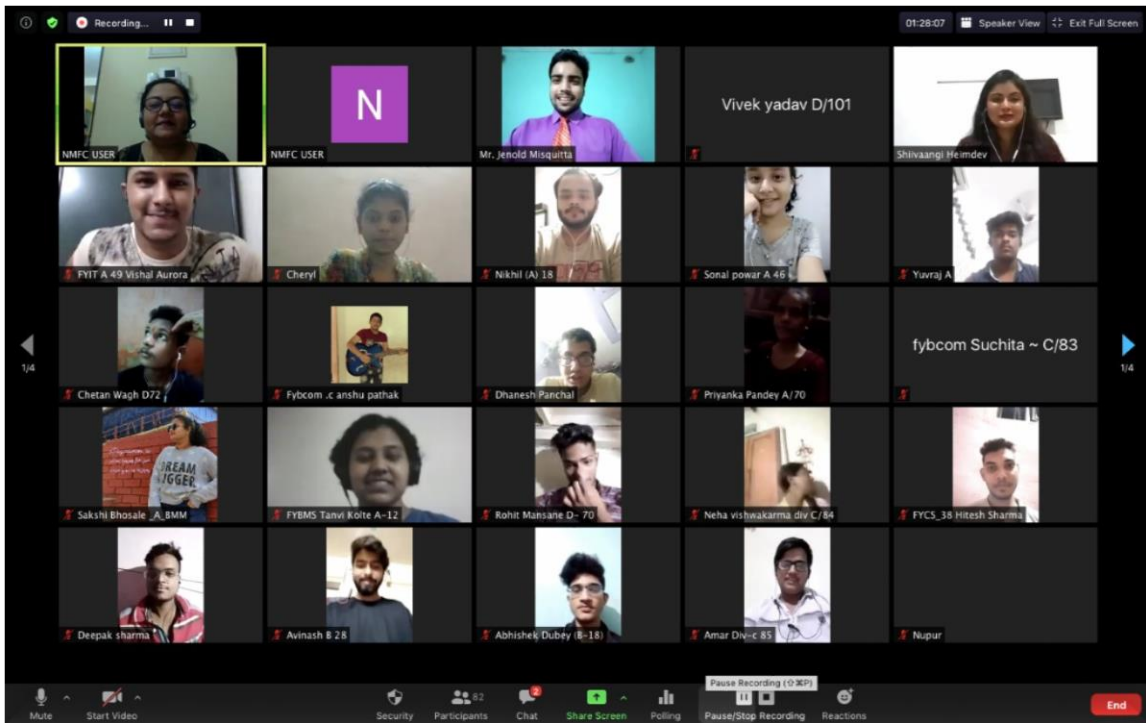 Recording...
01:28:07
Speaker View
Exit Full Screen
NMFC USER
N
NMFC USER
Mr. Jenold Misquitta
Vivek yadav D/101
Shiivaangi Heimdev
FYIT A 49 Vishal Aurora
Cheryl
Nikhil (A) 18
Sonal powar A 46
Yuvraj A
1/4
Chetan Wagh D72
Fybcom .c anshu pathak
Dhanesh Panchal
Priyanka Pandey A/70
fybcom Suchita ~ C/83
1/4
DREAM
Sakshi Bhosale _A_BMM
FYBMS Tanvi Kolte A-12
Rohit Mansane D- 70
Neha vishwakarma div C/84
FYCS_38 Hitesh Sharma
Deepak sharma
Avinash B 28
Abhishek Dubey (B-18)
Amar Div-c 85
Nupur
Pause Recording (⇧⌘P)
Mute
Start Video
Security
82
Participants
2
Chat
Share Screen
Polling
Pause/Stop Recording
Reactions
End